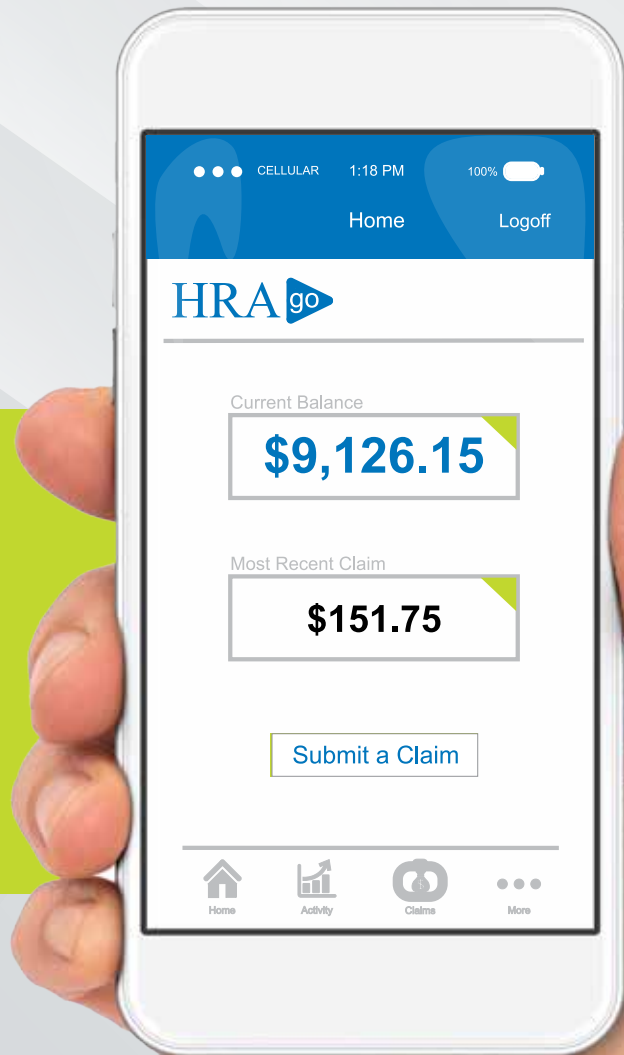 CELLULAR 1:18 PM 100%
Home Logoff
HRA go
Current Balance
$9,126.15
Most Recent Claim
$151.75
Submit a Claim
Home Activity Claims More